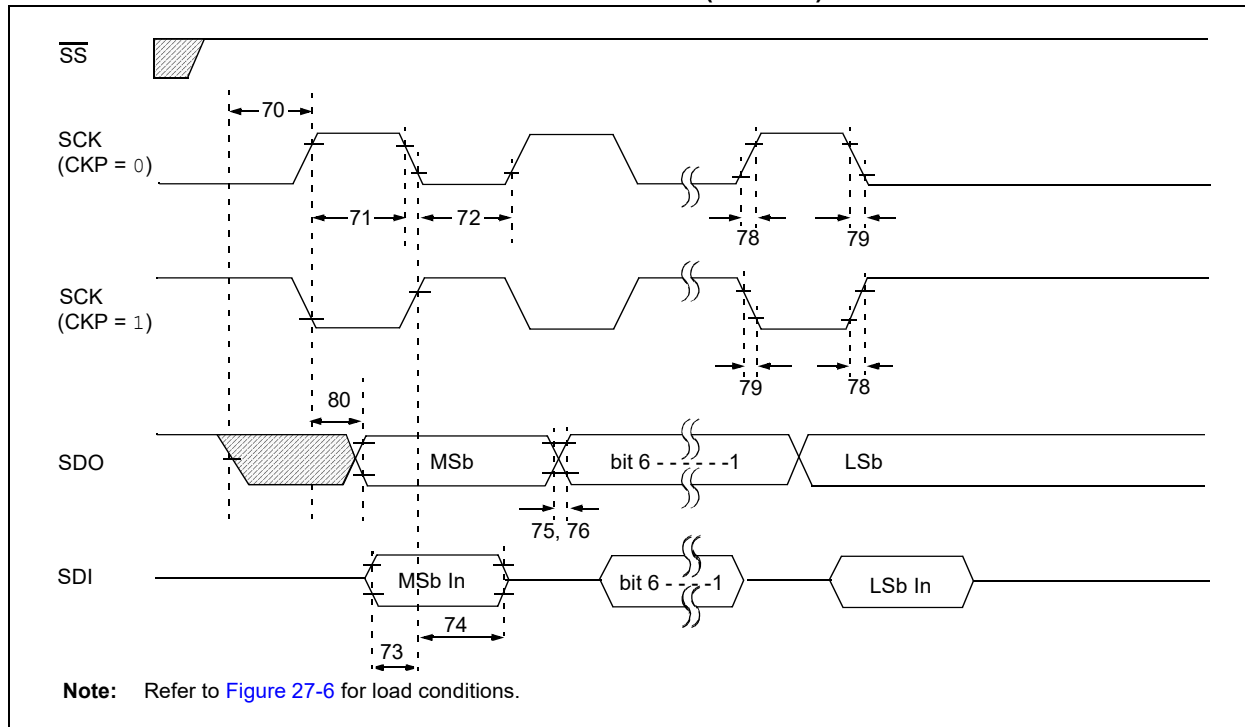 SS
70
SCK
(CKP = 0)
71
72
78
79
SCK
(CKP = 1)
79
78
80
SDO
MSb
bit 6 - - - - - -1
LSb
75, 76
SDI
MSb In
bit 6 - - - - -1
LSb In
74
73
Note: Refer to Figure 27-6 for load conditions.